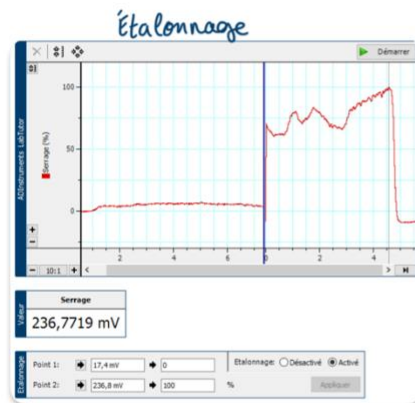 Étalonnage
Démarrer
ADInstruments LabTutor
Serrage (%)
100
50
0
2 4 6 0 2 4
10:1
Valeur
Serrage
236,7719 mV
Etalonnage
Point 1: 17,4 mV 0 Etalonnage: Désactivé Activé
Point 2: 236,8 mV 100 % Appliquer